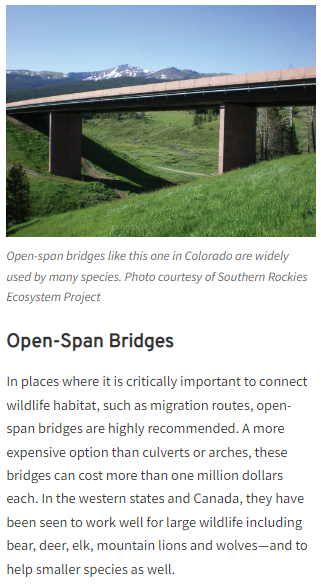 Open-span bridges like this one in Colorado are widely
used by many species. Photo courtesy of Southern Rockies
Ecosystem Project
Open-Span Bridges
In places where it is critically important to connect
wildlife habitat, such as migration routes, open-
span bridges are highly recommended. A more
expensive option than culverts or arches, these
bridges can cost more than one million dollars
each. In the western states and Canada, they have
been seen to work well for large wildlife including
bear, deer, elk, mountain lions and wolves—and to
help smaller species as well.